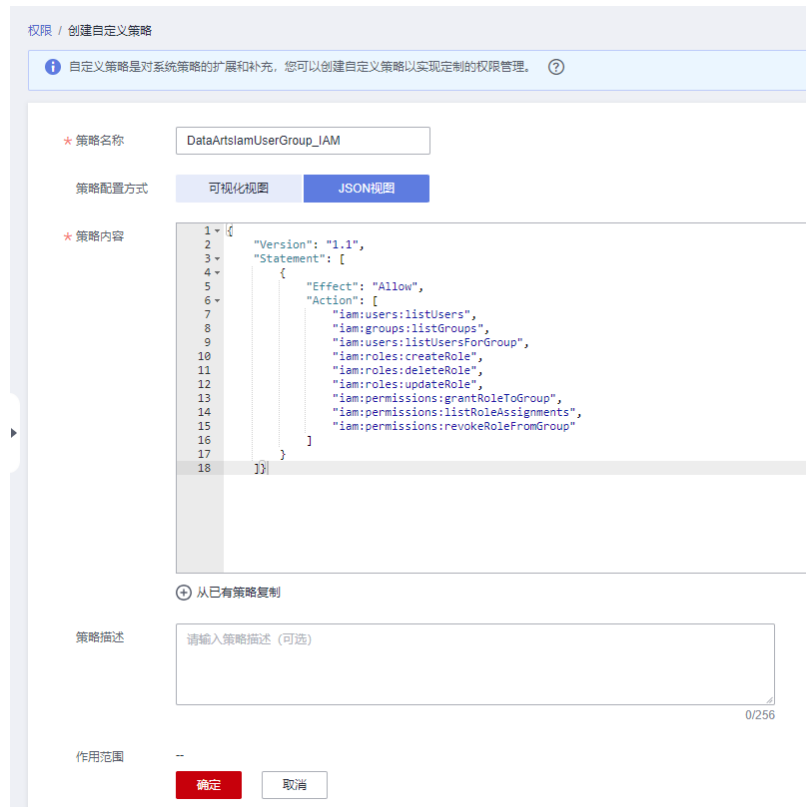 权限 / 创建自定义策略
自定义策略是对系统策略的扩展和补充，您可以创建自定义策略以实现定制的权限管理。 ?
* 策略名称 DataArtsIamUserGroup_IAM
策略配置方式 可视化视图 JSON视图
* 策略内容
1 {
2 "Version": "1.1",
3 "Statement": [
4 {
5 "Effect": "Allow",
6 "Action": [
7 "iam:users:listUsers",
8 "iam:groups:listGroups",
9 "iam:users:listUsersForGroup",
10 "iam:roles:createRole",
11 "iam:roles:deleteRole",
12 "iam:roles:updateRole",
13 "iam:permissions:grantRoleToGroup",
14 "iam:permissions:listRoleAssignments",
15 "iam:permissions:revokeRoleFromGroup"
16 ]
17 }
18 ]}
从已有策略复制
策略描述 请输入策略描述（可选）
0/256
作用范围 --
确定 取消